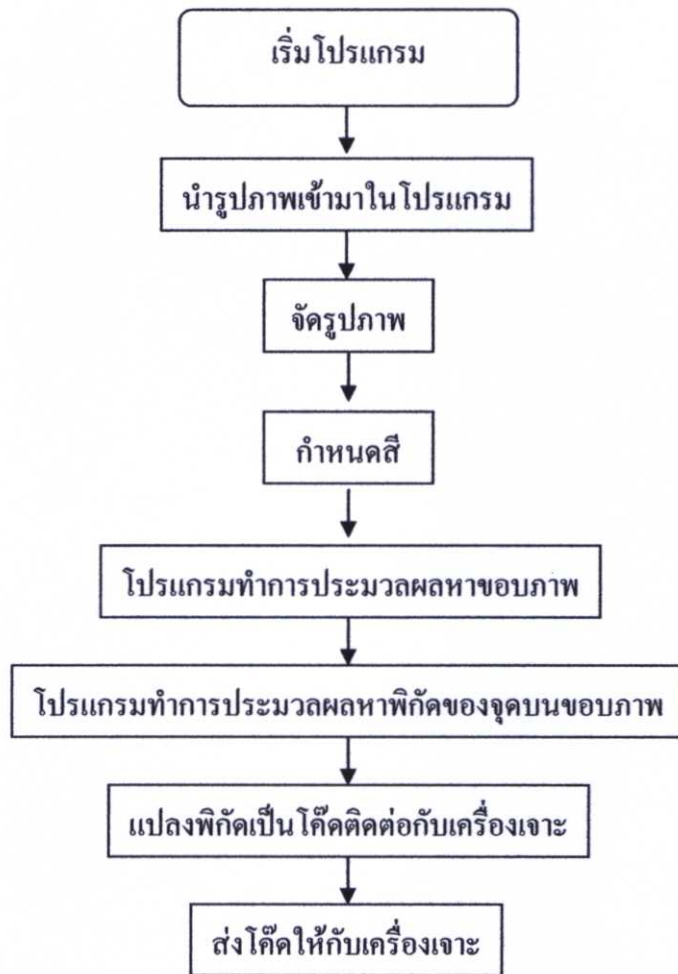 เริ่มโปรแกรม
นำรูปภาพเข้ามาในโปรแกรม
จัดรูปภาพ
กำหนดสี
โปรแกรมทำการประมวลผลหาขอบภาพ
โปรแกรมทำการประมวลผลหาพิกัดของจุดบนขอบภาพ
แปลงพิกัดเป็นโค๊ดติดต่อกับเครื่องเจาะ
ส่งโค๊ดให้กับเครื่องเจาะ